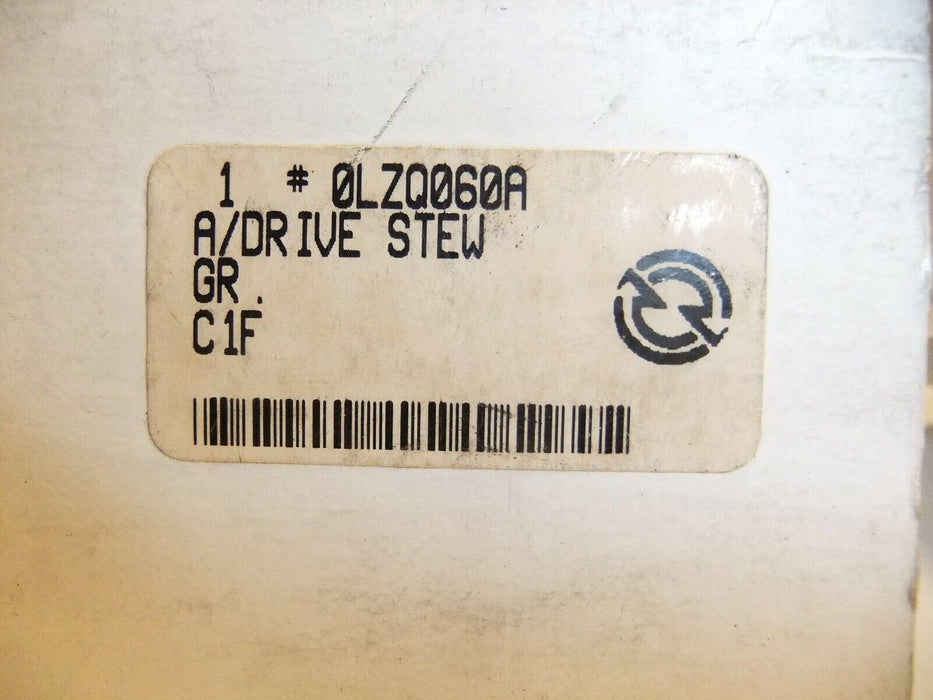 1 # 0LZQ060A
A/DRIVE STEW
GR.
C1F